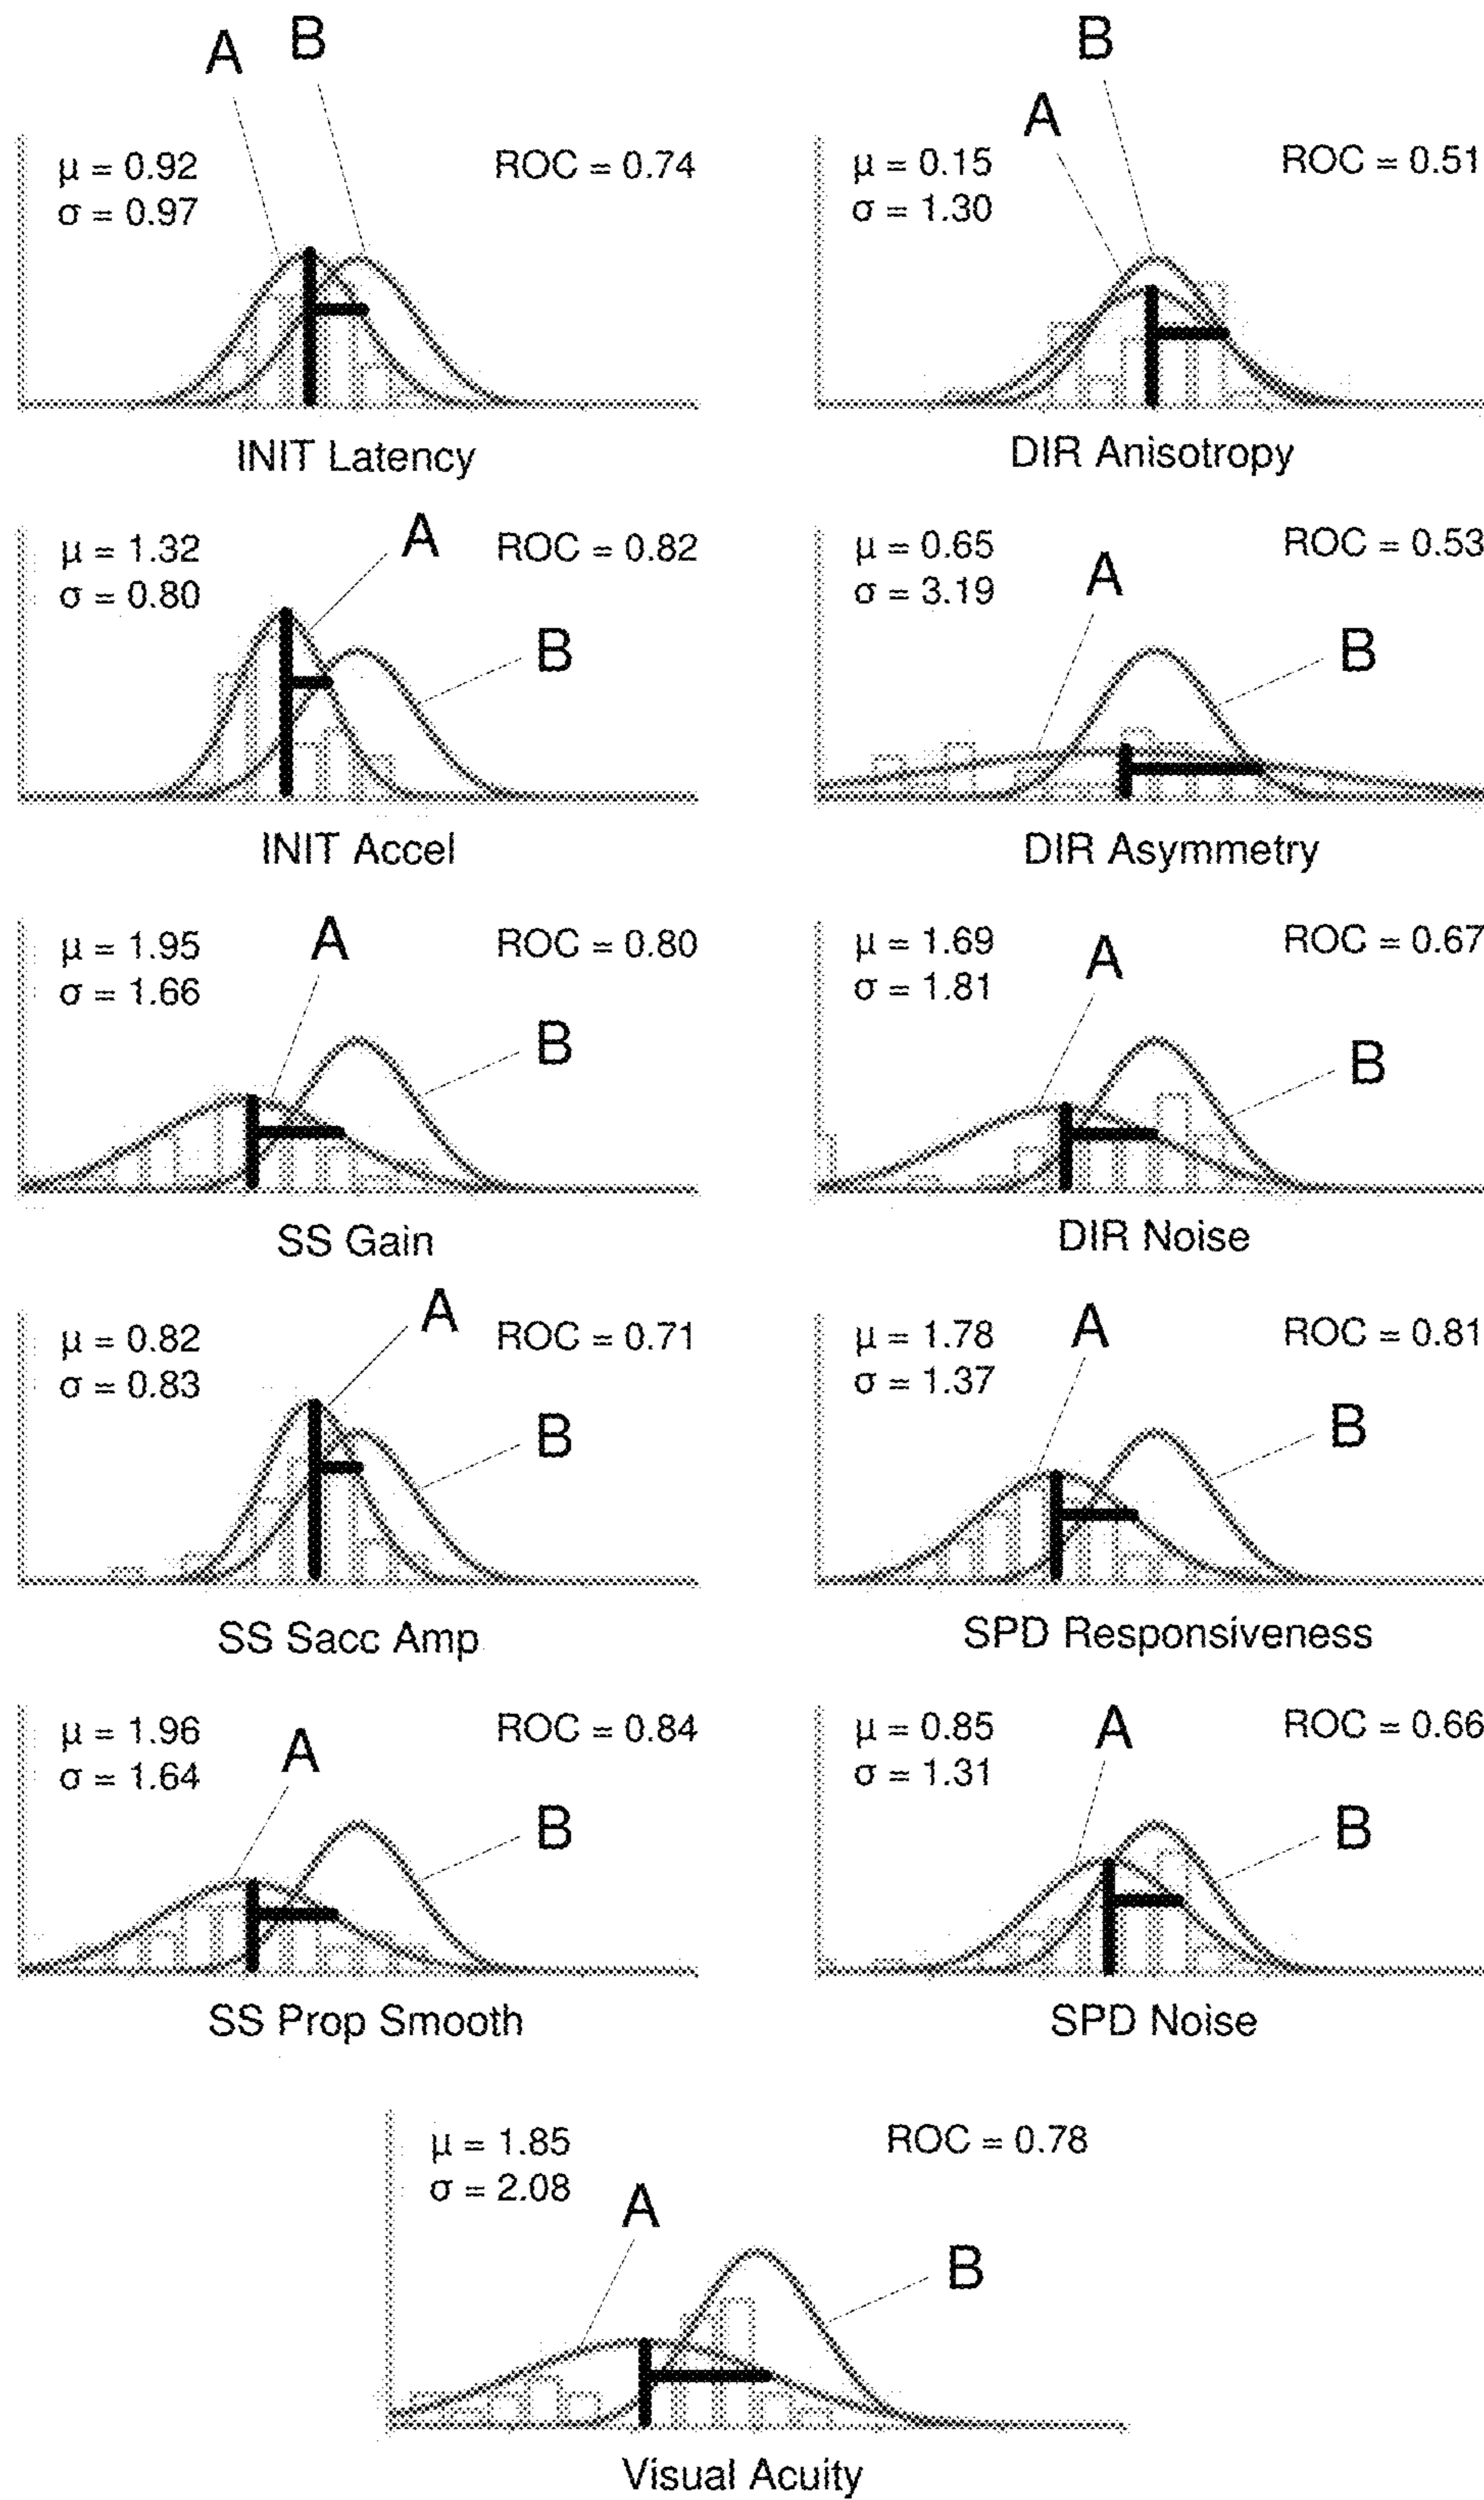 A B
μ = 0.92
σ = 0.97
ROC = 0.74
INIT Latency
B
A
μ = 0.15
σ = 1.30
ROC = 0.51
DIR Anisotropy
μ = 1.32
σ = 0.80
A
ROC = 0.82
B
INIT Accel
μ = 0.65
σ = 3.19
A
ROC = 0.53
B
DIR Asymmetry
μ = 1.95
σ = 1.66
A
ROC = 0.80
B
SS Gain
μ = 1.69
σ = 1.81
A
ROC = 0.67
B
DIR Noise
μ = 0.82
σ = 0.83
A
ROC = 0.71
B
SS Sacc Amp
μ = 1.78
σ = 1.37
A
ROC = 0.81
B
SPD Responsiveness
μ = 1.96
σ = 1.64
A
ROC = 0.84
B
SS Prop Smooth
μ = 0.85
σ = 1.31
A
ROC = 0.66
B
SPD Noise
μ = 1.85
σ = 2.08
A
ROC = 0.78
B
Visual Acuity